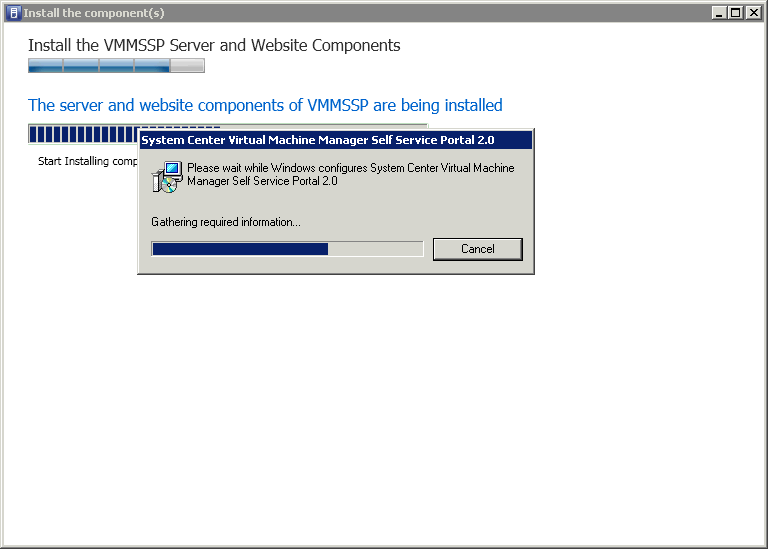 Install the component(s)
Install the VMMSSP Server and Website Components
The server and website components of VMMSSP are being installed
Start Installing comp
System Center Virtual Machine Manager Self Service Portal 2.0
Please wait while Windows configures System Center Virtual Machine
Manager Self Service Portal 2.0
Gathering required information...
Cancel